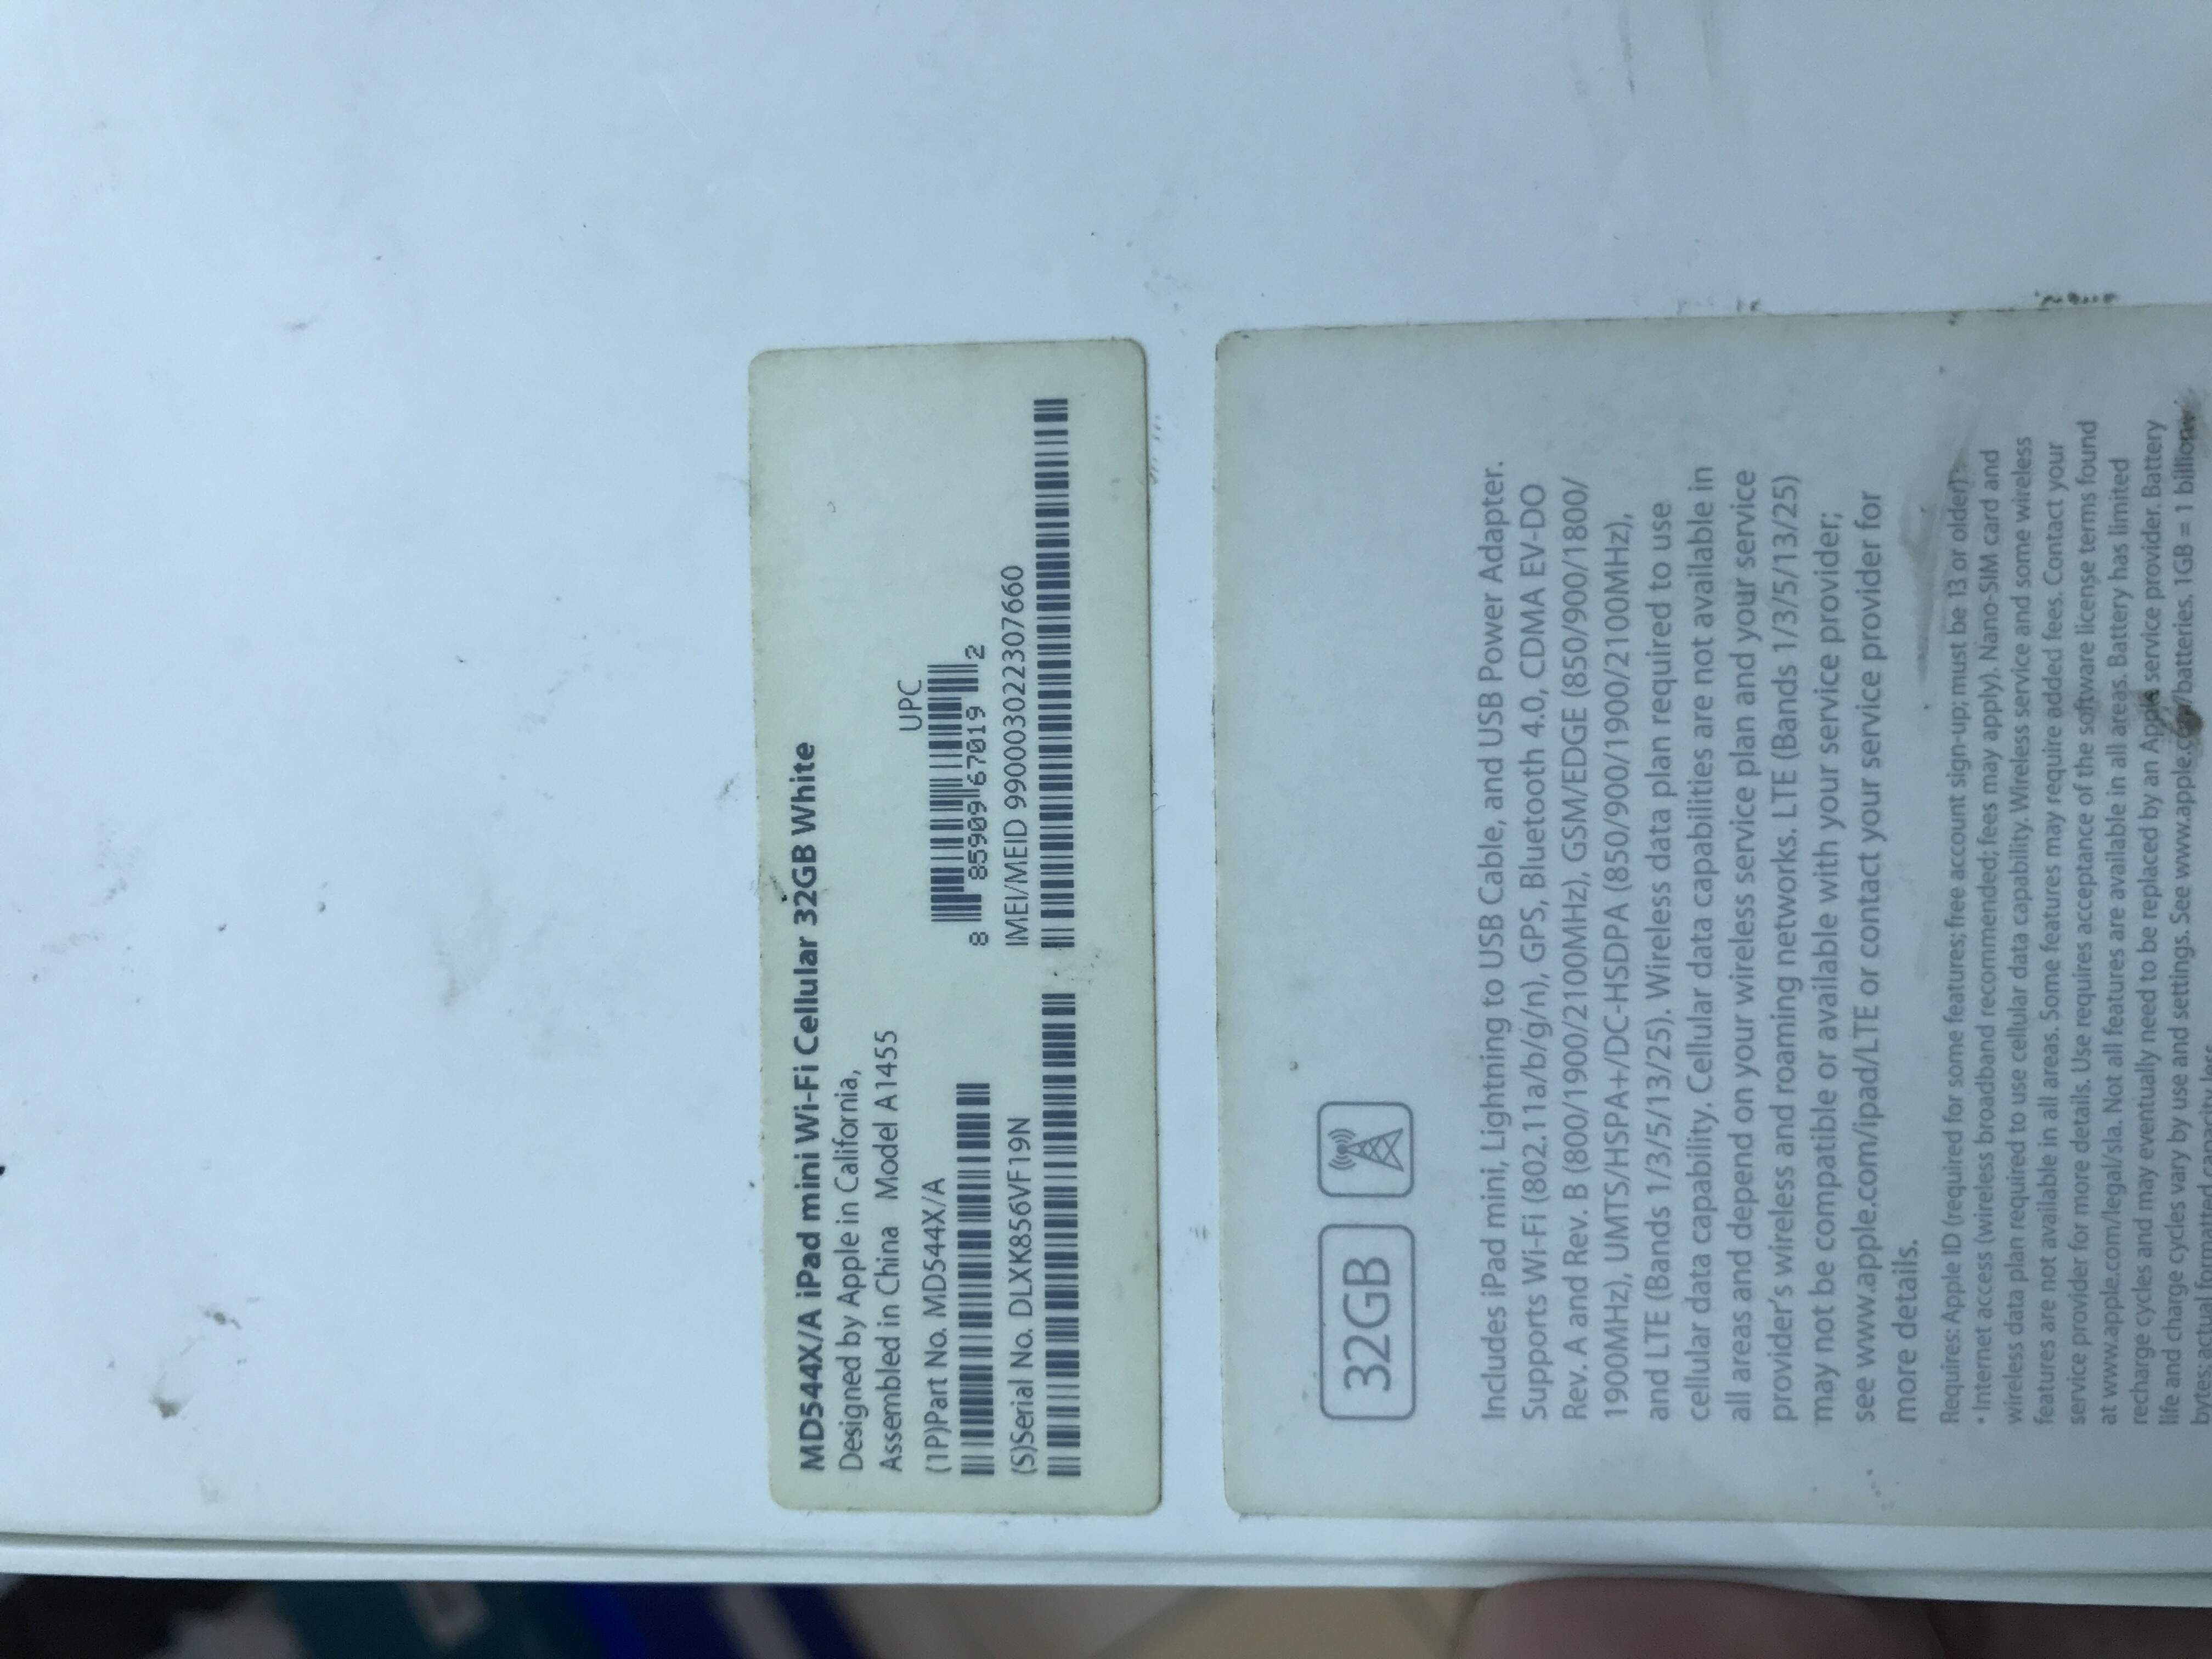 MD544X/A iPad mini Wi-Fi Cellular 32GB White
Designed by Apple in California,
Assembled in China Model A1455
(1P)Part No. MD544X/A
UPC
8 85909 67019 2
(S)Serial No. DLXK856VF19N
IMEI/MEID 990003022307660
32GB
Includes iPad mini, Lightning to USB Cable, and USB Power Adapter.
Supports Wi-Fi (802.11a/b/g/n), GPS, Bluetooth 4.0, CDMA EV-DO
Rev. A and Rev. B (800/1900/2100MHz), GSM/EDGE (850/900/1800/
1900MHz), UMTS/HSPA+/DC-HSDPA (850/900/1900/2100MHz),
and LTE (Bands 1/3/5/13/25). Wireless data plan required to use
cellular data capability. Cellular data capabilities are not available in
all areas and depend on your wireless service plan and your service
provider's wireless and roaming networks. LTE (Bands 1/3/5/13/25)
may not be compatible or available with your service provider;
see www.apple.com/ipad/LTE or contact your service provider for
more details.
Requires: Apple ID (required for some features; free account sign-up; must be 13 or older)
• Internet access (wireless broadband recommended; fees may apply). Nano-SIM card and
wireless data plan required to use cellular data capability. Wireless service and some wireless
features are not available in all areas. Some features may require added fees. Contact your
service provider for more details. Use requires acceptance of the software license terms found
at www.apple.com/legal/sla. Not all features are available in all areas. Battery has limited
recharge cycles and may eventually need to be replaced by an Apple service provider. Battery
life and charge cycles vary by use and settings. See www.apple.com/batteries. 1GB = 1 billion
bytes; actual formatted